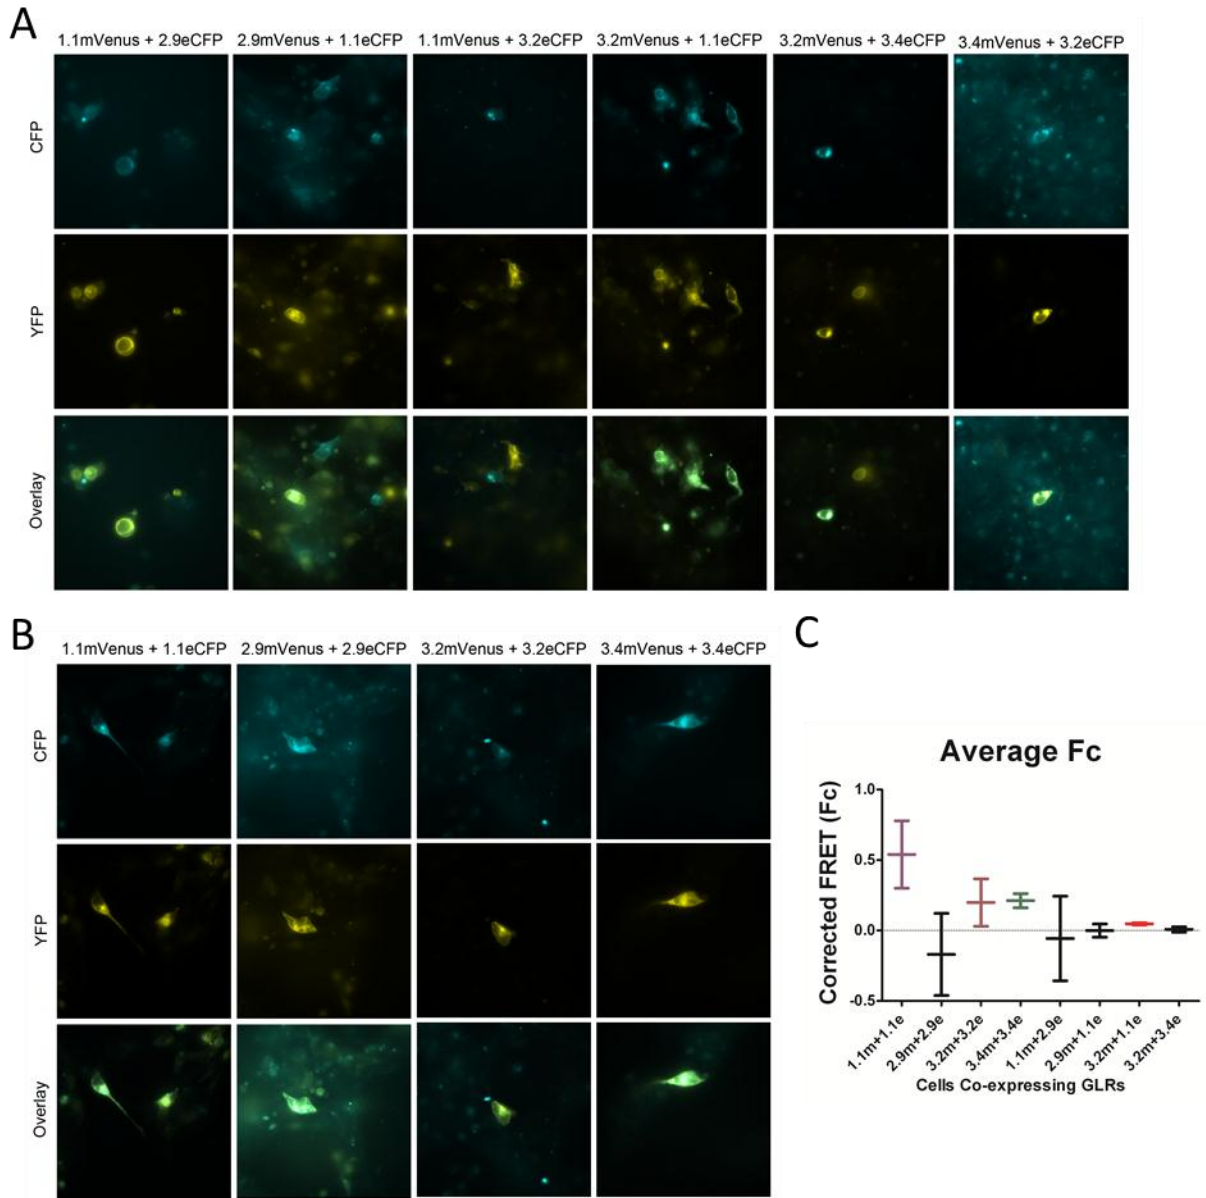 A
1.1mVenus + 2.9eCFP
2.9mVenus + 1.1eCFP
1.1mVenus + 3.2eCFP
3.2mVenus + 1.1eCFP
3.2mVenus + 3.4eCFP
3.4mVenus + 3.2eCFP
CFP
YFP
Overlay
B
1.1mVenus + 1.1eCFP
2.9mVenus + 2.9eCFP
3.2mVenus + 3.2eCFP
3.4mVenus + 3.4eCFP
CFP
YFP
Overlay
C
Average Fc
Corrected FRET (Fc)
1.0
0.5
0.0
-0.5
1.1m+1.1e
2.9m+2.9e
3.2m+3.2e
3.4m+3.4e
1.1m+2.9e
2.9m+1.1e
3.2m+1.1e
3.2m+3.4e
Cells Co-expressing GLRs